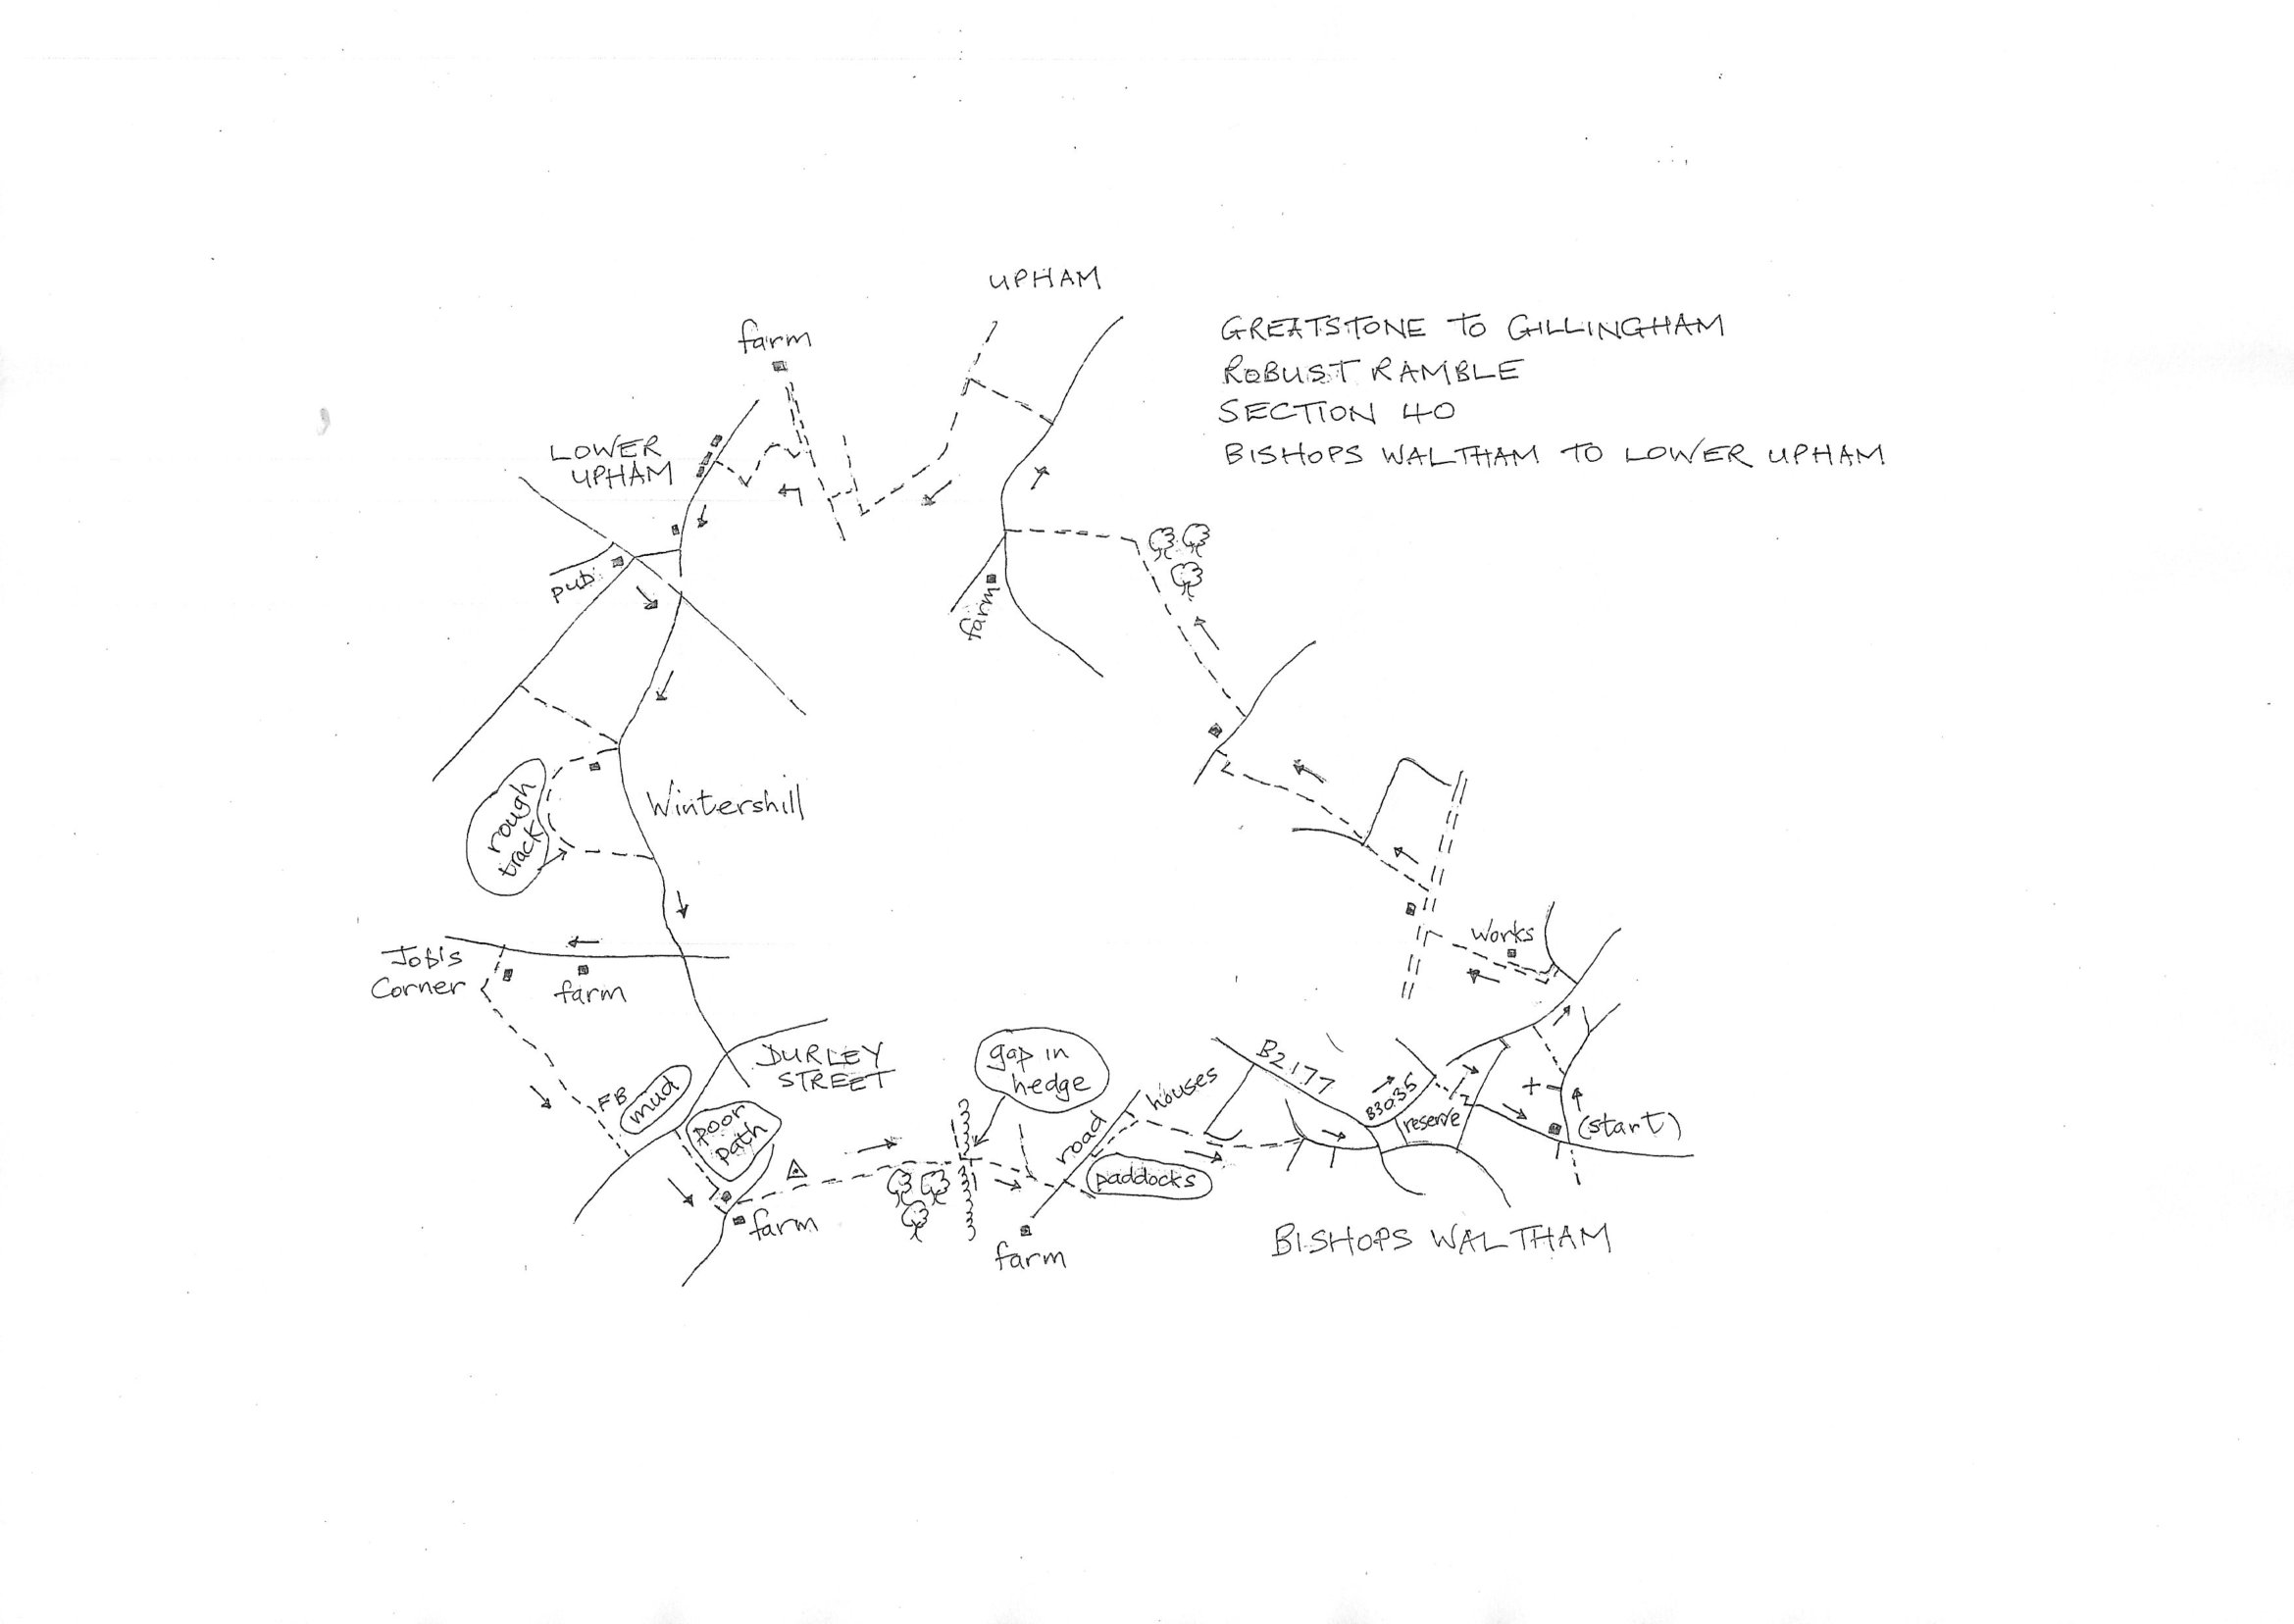 UPHAM
GREATSTONE TO GILLINGHAM
ROBUST RAMBLE
SECTION 40
BISHOPS WALTHAM TO LOWER UPHAM
farm
LOWER
UPHAM
pub
farm
rough
track
Wintershill
works
Job's
Corner
farm
DURLEY
STREET
FB
mud
poor
path
gap in
hedge
houses
B2177
B3035
reserve
(start)
road
paddocks
farm
farm
BISHOPS WALTHAM